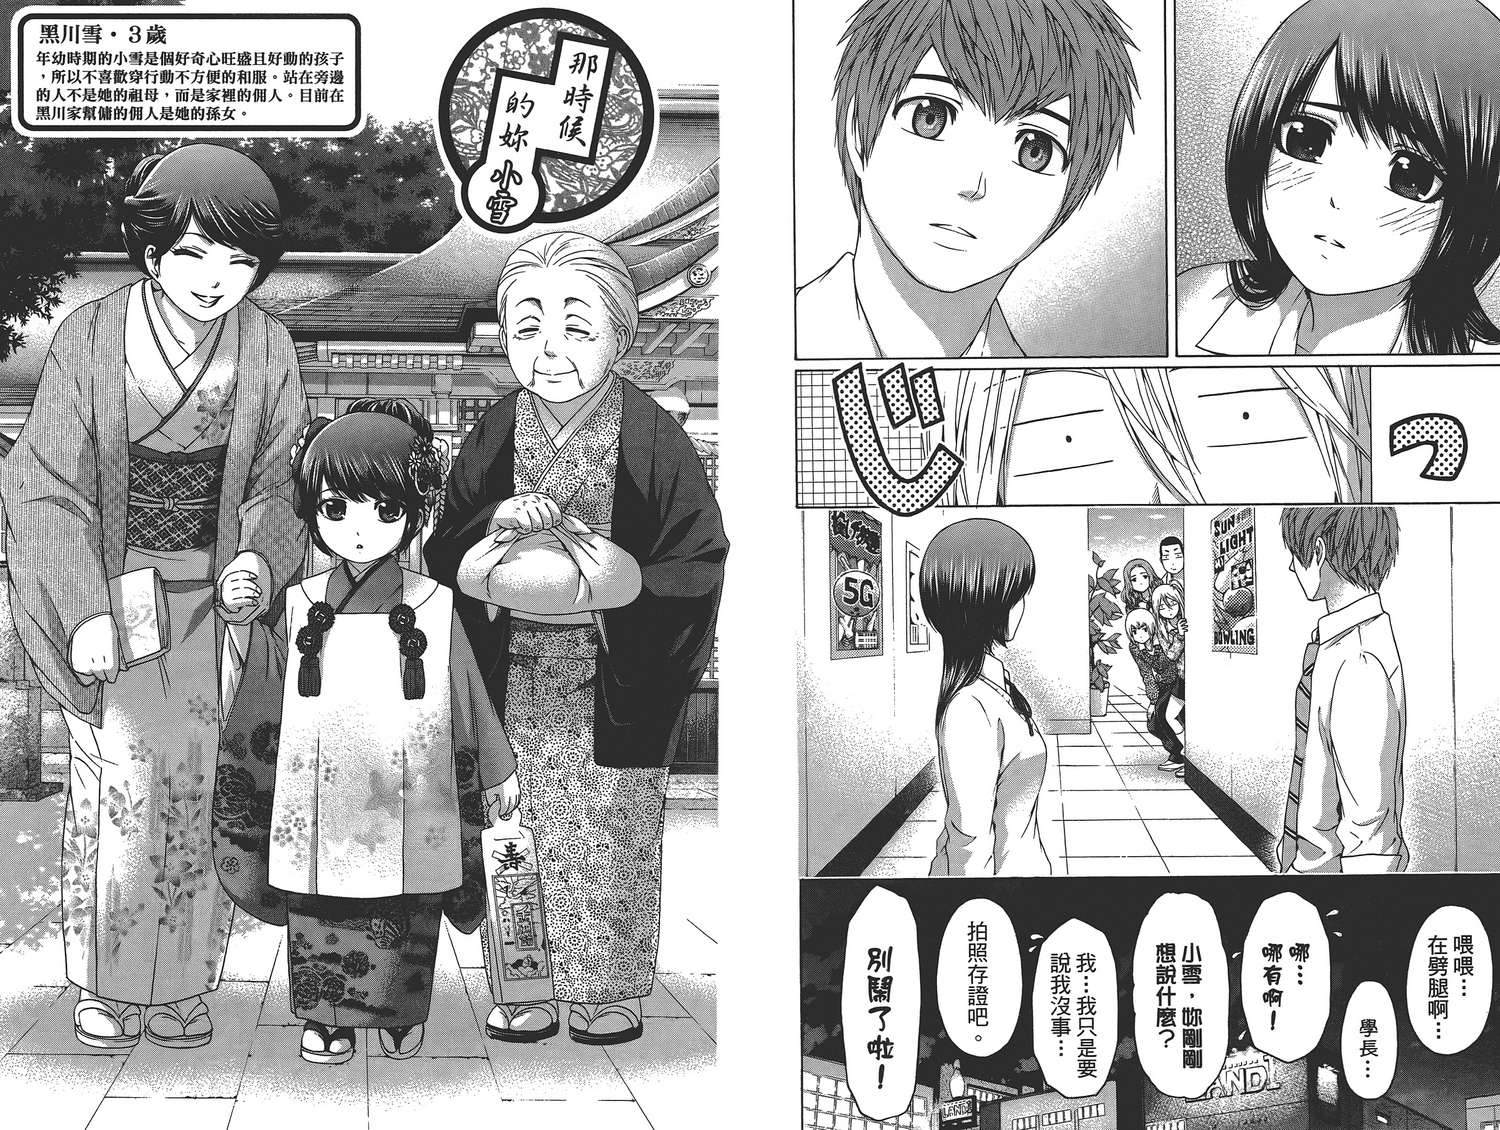 じっ
5G
SUN
LIGHT
BOWLING
喂喂…
在劈腿啊…
學長…
哪…
哪有啊！
小雪，妳剛剛
想說什麼？
我…我只是要
說我沒事…
拍照存證吧。
別鬧了啦！
LAND1
LAND1
那時候
的妳
小雪
黑川雪・3歲
年幼時期的小雪是個好奇心旺盛且好動的孩子
，所以不喜歡穿行動不方便的和服。站在旁邊
的人不是她的祖母，而是家裡的佣人。目前在
黑川家幫傭的佣人是她的孫女。
寿